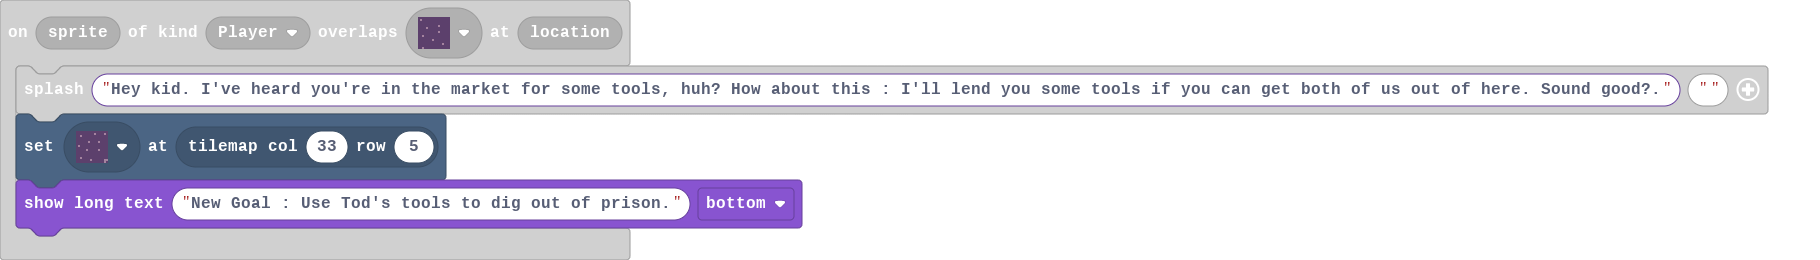 on sprite of kind Player overlaps at location
splash "Hey kid. I've heard you're in the market for some tools, huh? How about this : I'll lend you some tools if you can get both of us out of here. Sound good?." ""
set at tilemap col 33 row 5
show long text "New Goal : Use Tod's tools to dig out of prison." bottom